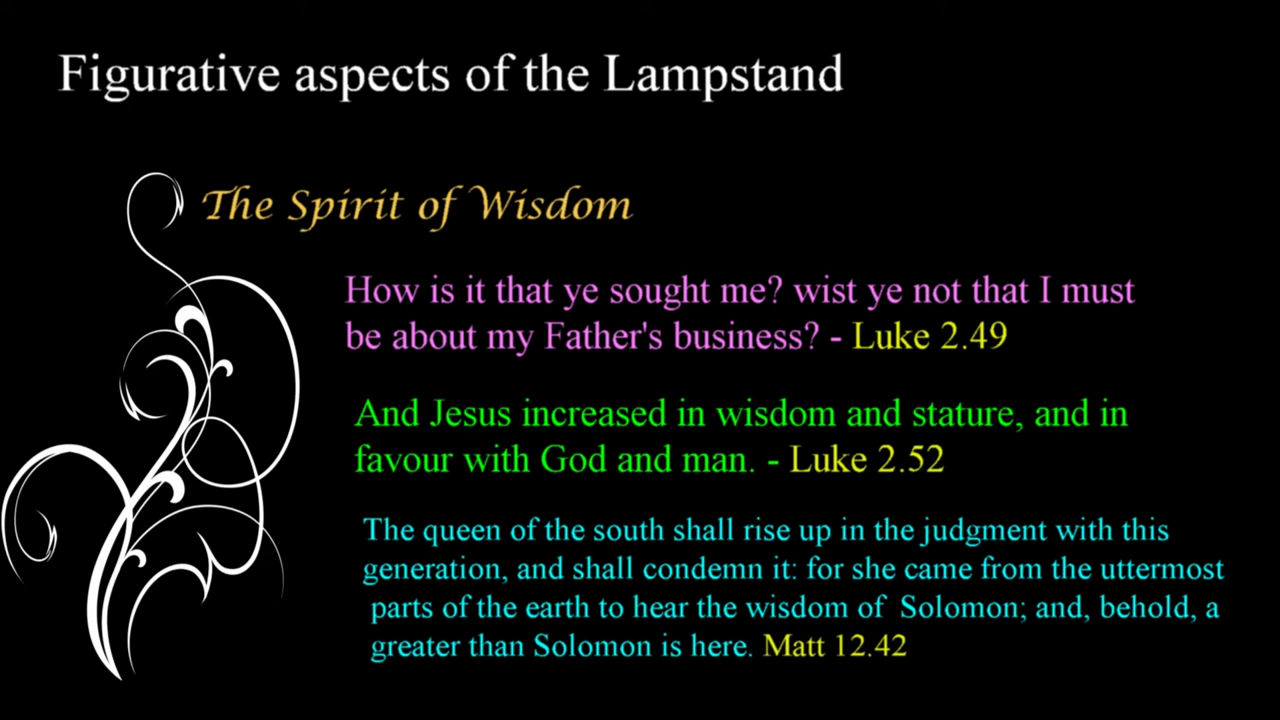 Figurative aspects of the Lampstand
The Spirit of Wisdom
How is it that ye sought me? wist ye not that I must
be about my Father's business? - Luke 2.49
And Jesus increased in wisdom and stature, and in
favour with God and man. - Luke 2.52
The queen of the south shall rise up in the judgment with this
generation, and shall condemn it: for she came from the uttermost
parts of the earth to hear the wisdom of Solomon; and, behold, a
greater than Solomon is here. Matt 12.42